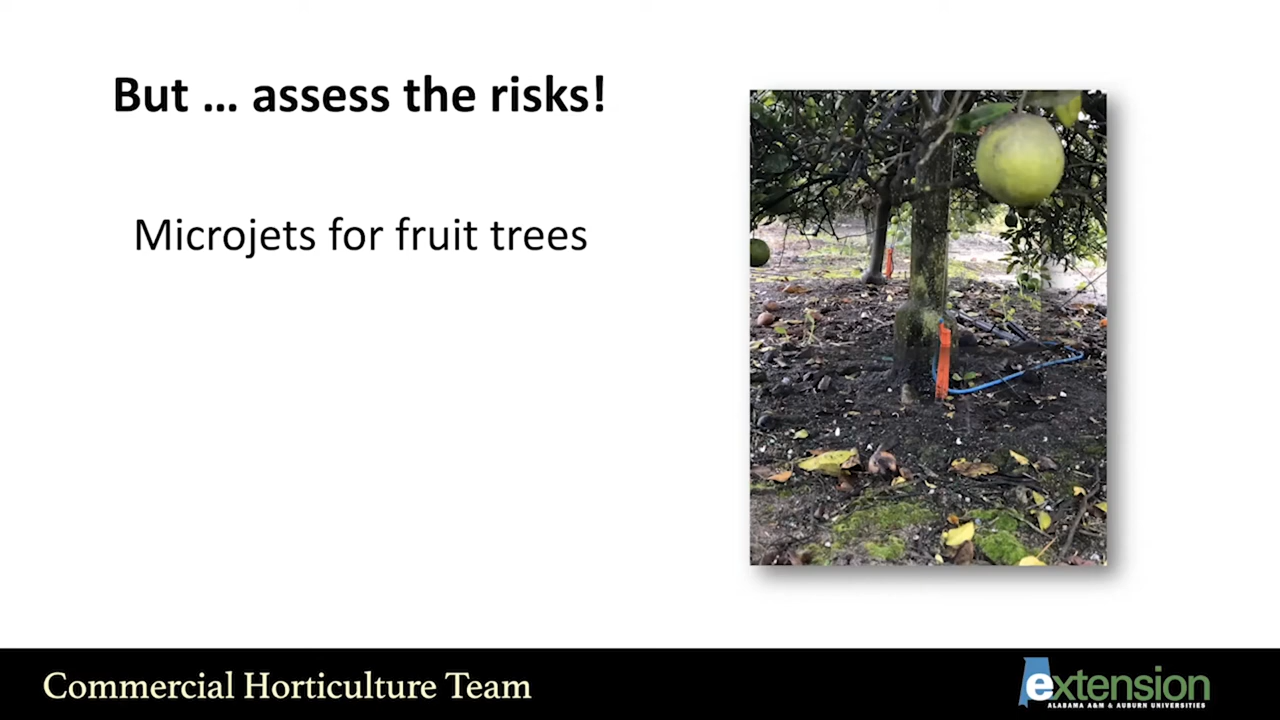 But … assess the risks!
Microjets for fruit trees
Commercial Horticulture Team
extension
ALABAMA A&M & AUBURN UNIVERSITIES